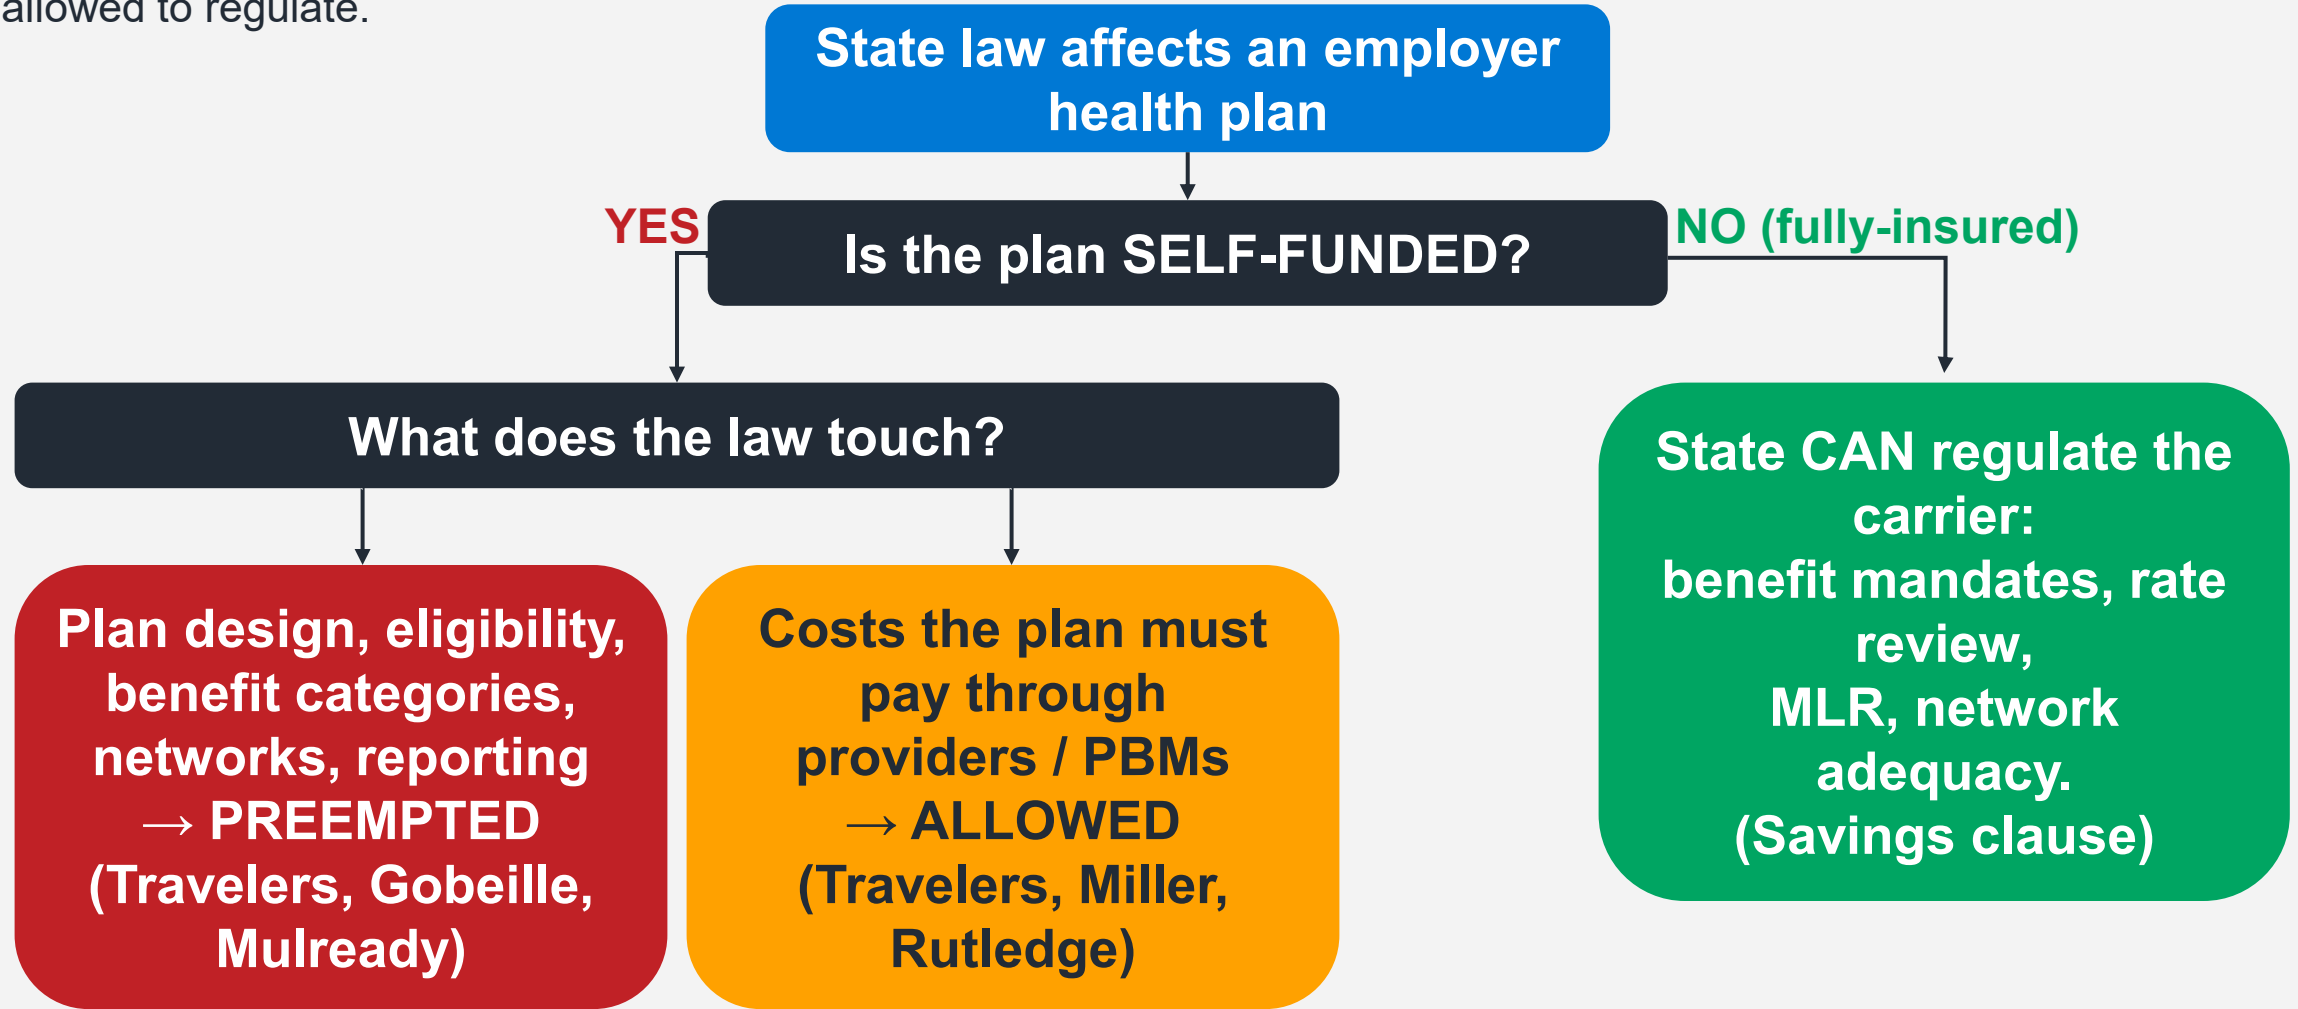 allowed to regulate.
State law affects an employer
health plan
YES
Is the plan SELF-FUNDED?
NO (fully-insured)
What does the law touch?
Plan design, eligibility,
benefit categories,
networks, reporting
→ PREEMPTED
(Travelers, Gobeille,
Mulready)
Costs the plan must
pay through
providers / PBMs
→ ALLOWED
(Travelers, Miller,
Rutledge)
State CAN regulate the
carrier:
benefit mandates, rate
review,
MLR, network
adequacy.
(Savings clause)